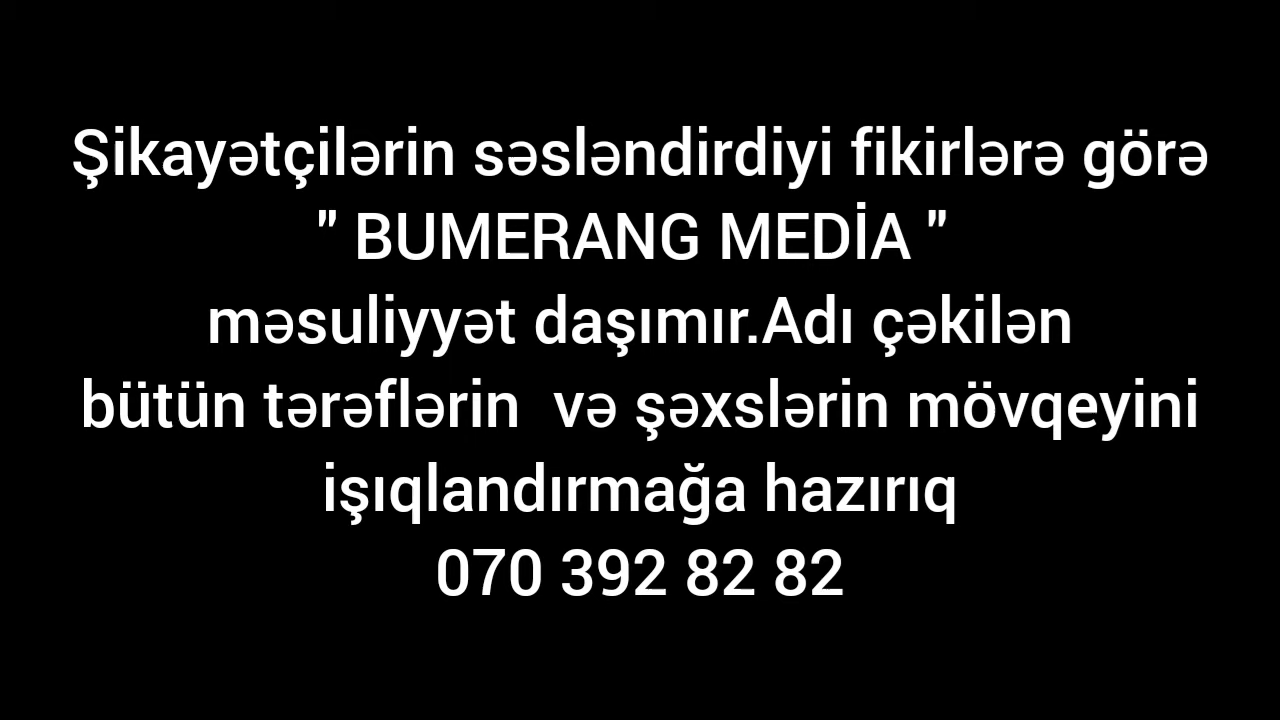 Şikayətçilərin səsləndirdiyi fikirlərə görə
" BUMERANG MEDİA "
məsuliyyət daşımır.Adı çəkilən
bütün tərəflərin  və şəxslərin mövqeyini
işıqlandırmağa hazırıq
070 392 82 82